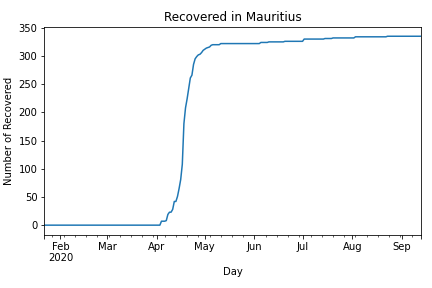 Recovered in Mauritius
350
300
250
200
150
100
50
0
Number of Recovered
Feb Mar Apr May Jun Jul Aug Sep
2020
Day